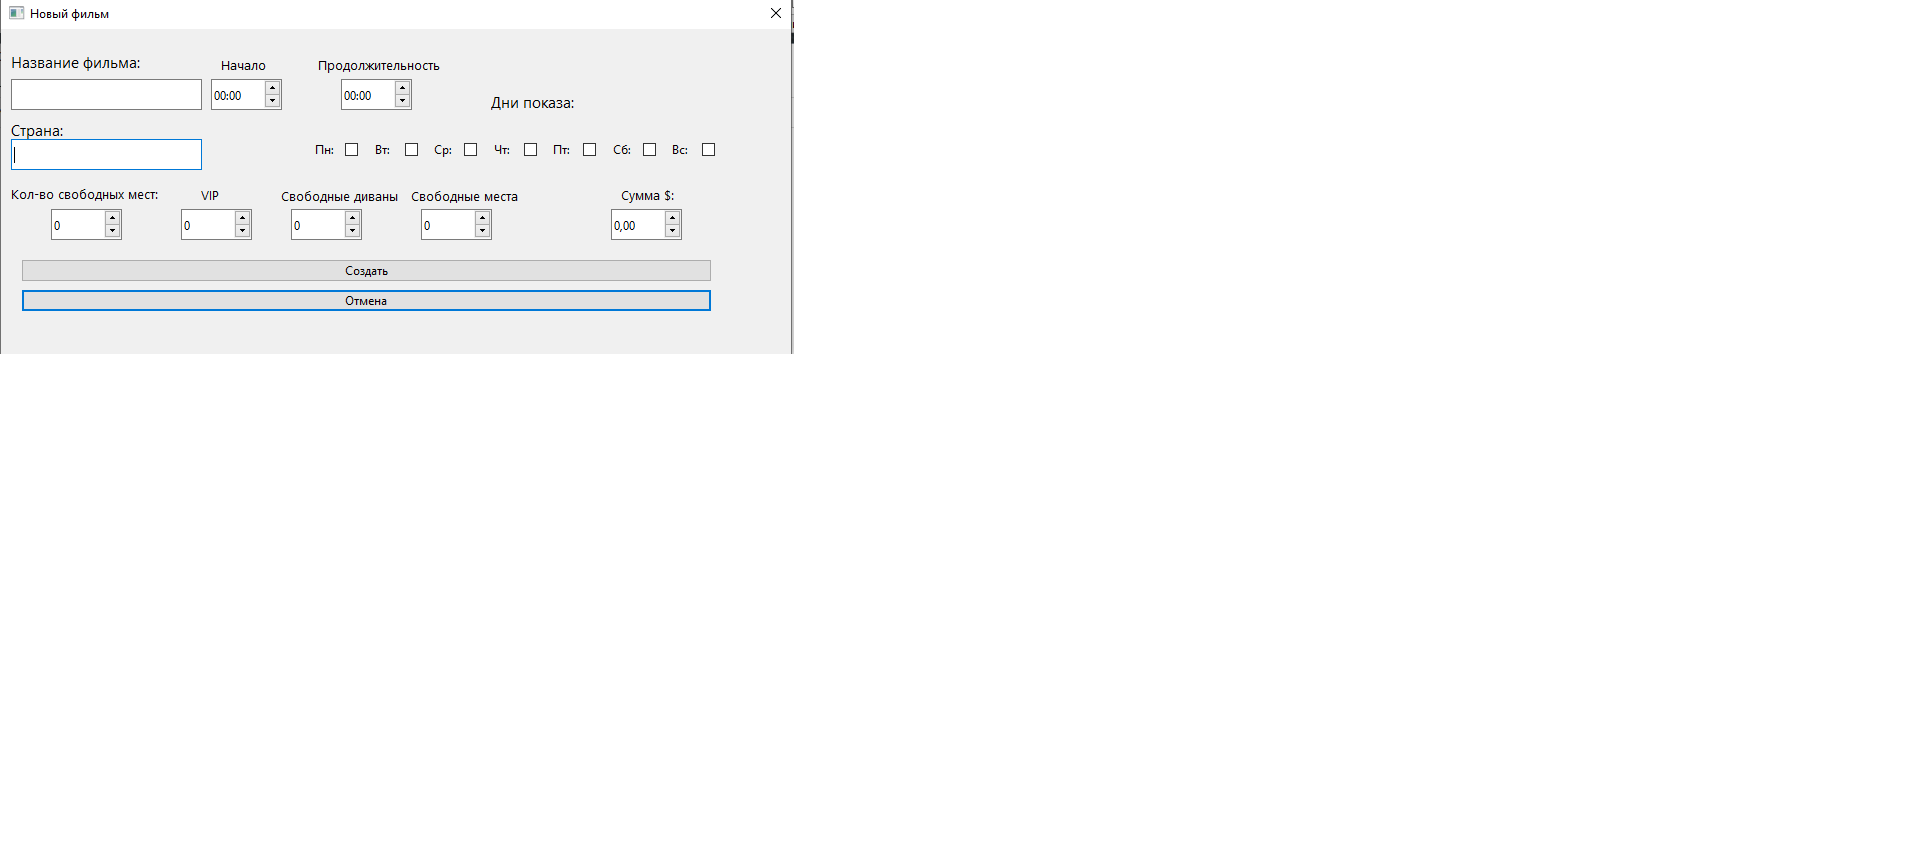 Новый фильм
Название фильма:
Начало
Продолжительность
00:00
00:00
Дни показа:
Страна:
Пн: Вт: Ср: Чт: Пт: Сб: Вс:
Кол-во свободных мест:
VIP
Свободные диваны
Свободные места
Сумма $:
0
0
0
0
0,00
Создать
Отмена